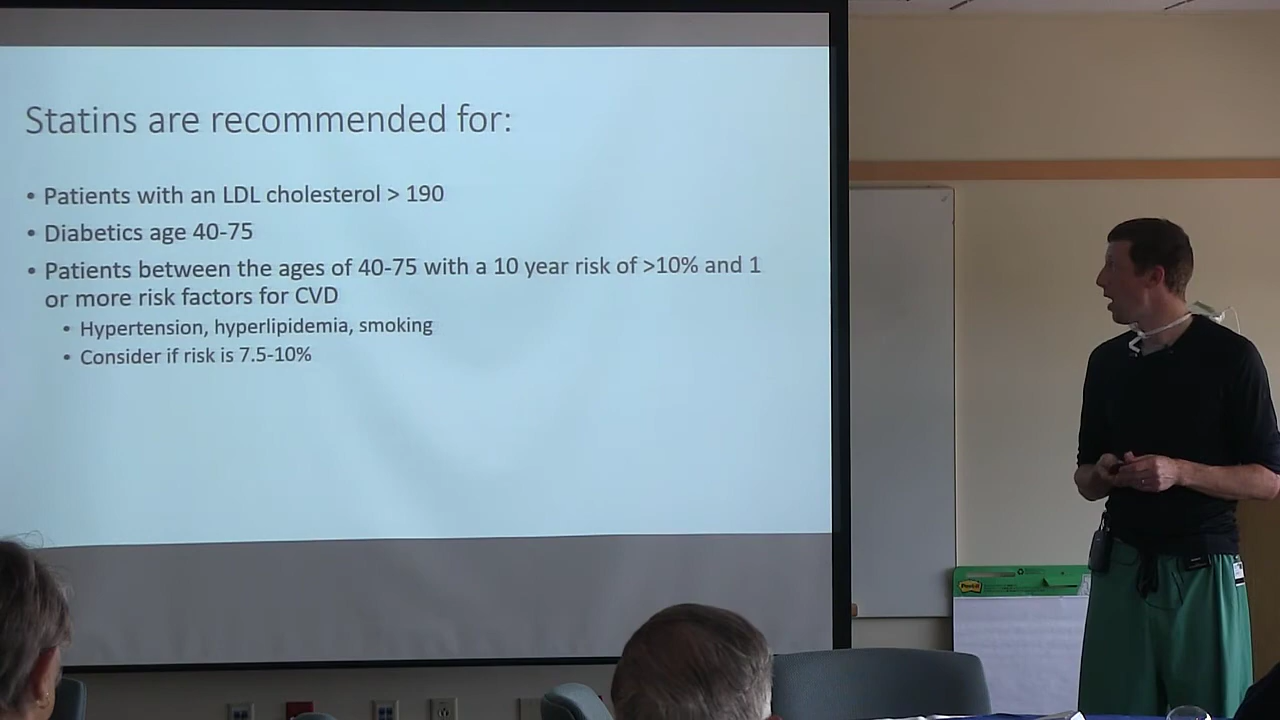 Statins are recommended for:
• Patients with an LDL cholesterol > 190
• Diabetics age 40-75
• Patients between the ages of 40-75 with a 10 year risk of >10% and 1
or more risk factors for CVD
• Hypertension, hyperlipidemia, smoking
• Consider if risk is 7.5-10%
Post-it